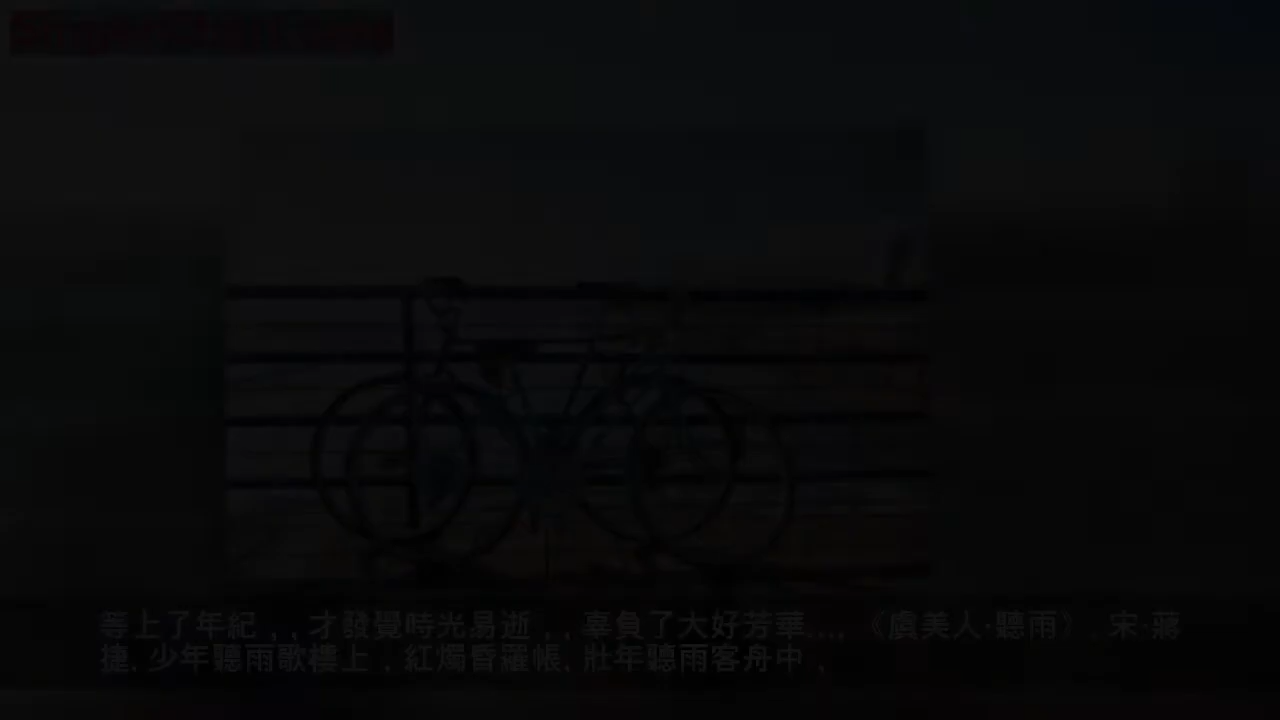 等上了年紀，, 才發覺時光易逝，, 辜負了大好芳華..., 《虞美人·聽雨》. 宋·蔣
捷, 少年聽雨歌樓上，紅燭昏羅帳, 壯年聽雨客舟中，